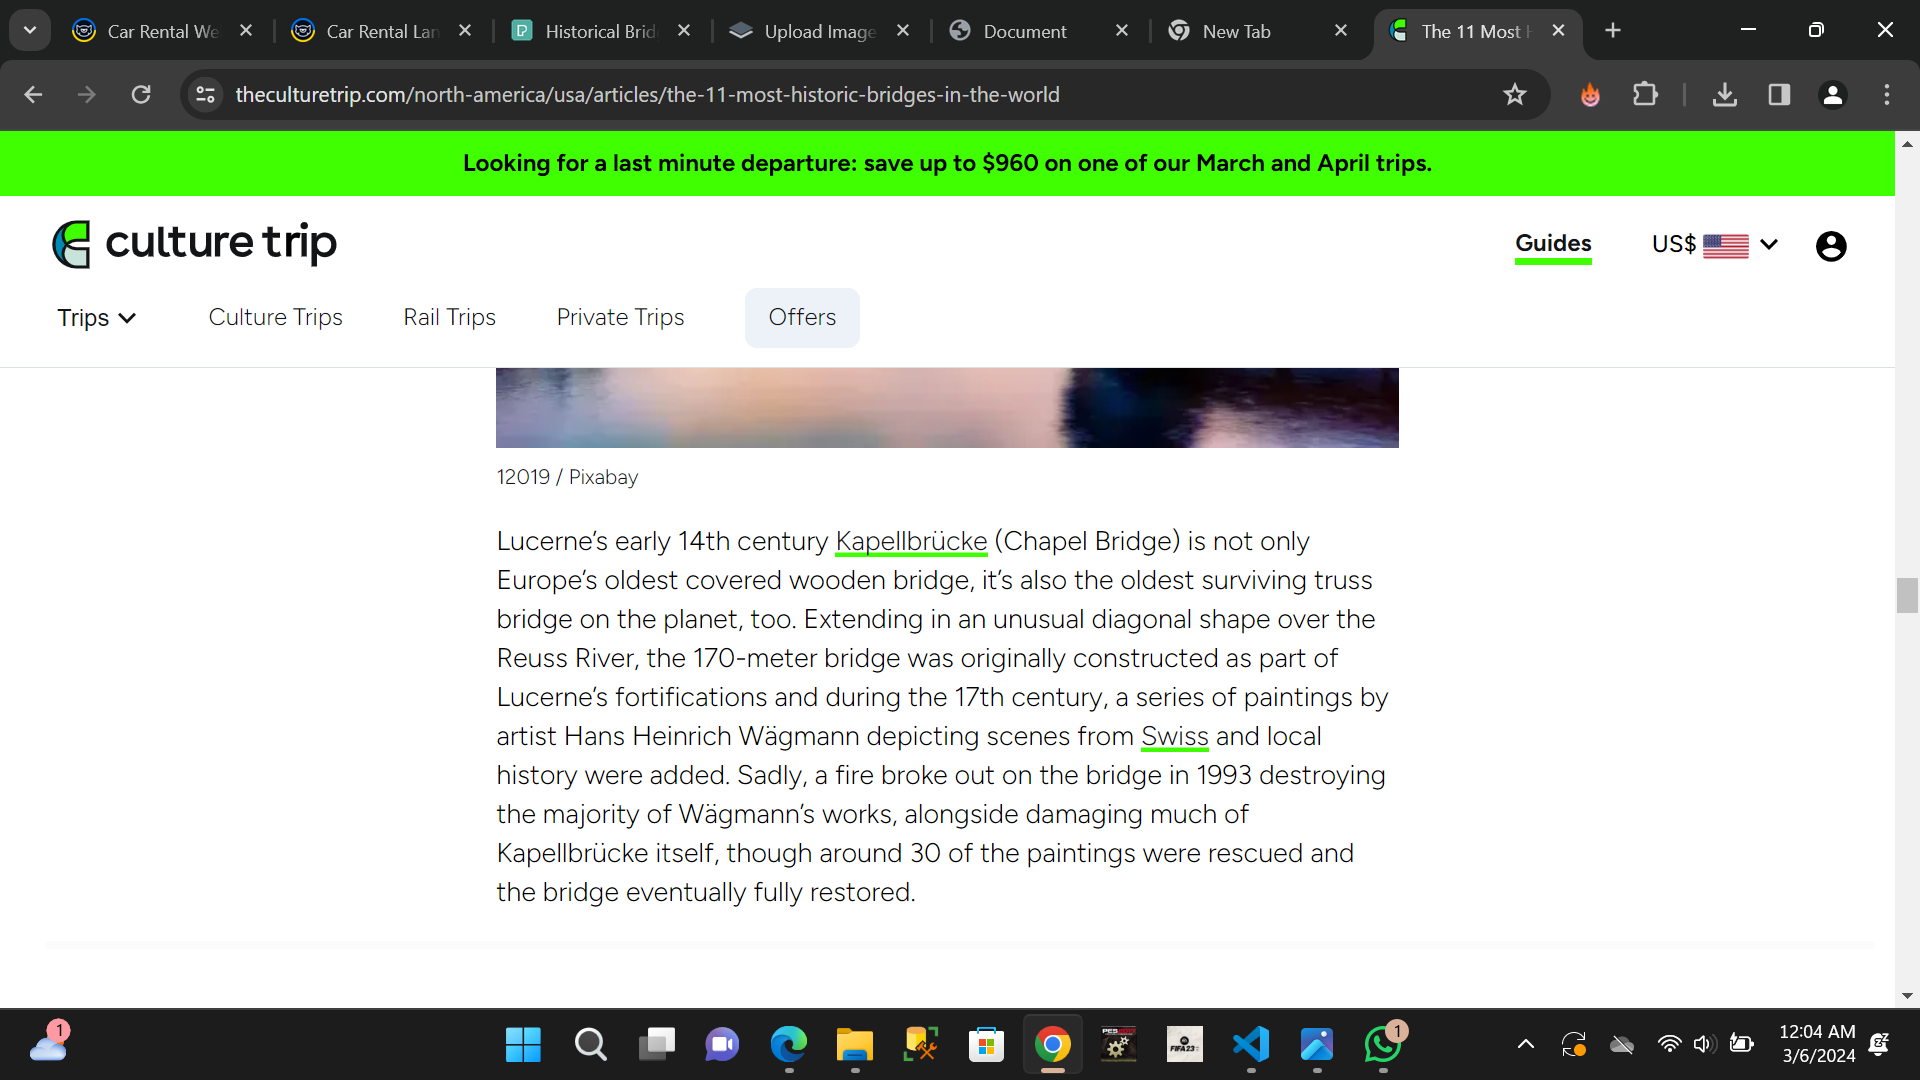 Car Rental We
Car Rental Lan
Historical Brid
Upload Image
Document
New Tab
The 11 Most H
theculturetrip.com/north-america/usa/articles/the-11-most-historic-bridges-in-the-world
Looking for a last minute departure: save up to $960 on one of our March and April trips.
culture trip
Guides
US$
Trips
Culture Trips
Rail Trips
Private Trips
Offers
12019 / Pixabay
Lucerne’s early 14th century Kapellbrücke (Chapel Bridge) is not only
Europe’s oldest covered wooden bridge, it’s also the oldest surviving truss
bridge on the planet, too. Extending in an unusual diagonal shape over the
Reuss River, the 170-meter bridge was originally constructed as part of
Lucerne’s fortifications and during the 17th century, a series of paintings by
artist Hans Heinrich Wägmann depicting scenes from Swiss and local
history were added. Sadly, a fire broke out on the bridge in 1993 destroying
the majority of Wägmann’s works, alongside damaging much of
Kapellbrücke itself, though around 30 of the paintings were rescued and
the bridge eventually fully restored.
1
FIFA 23
1
12:04 AM
3/6/2024